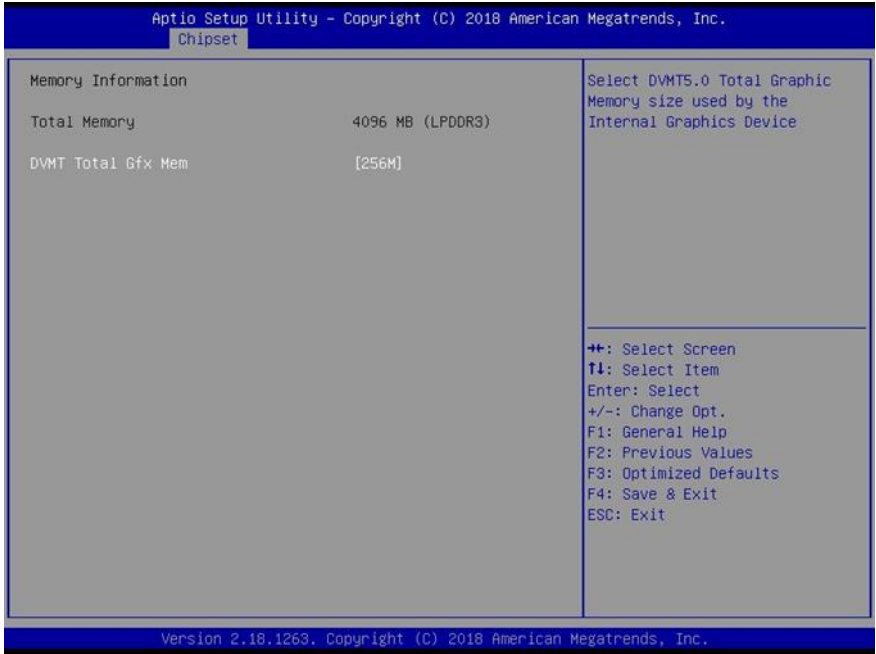 Aptio Setup Utility – Copyright (C) 2018 American Megatrends, Inc.
Chipset
Memory Information
Total Memory 4096 MB (LPDDR3)
DVMT Total Gfx Mem [256M]
Select DVMT5.0 Total Graphic
Memory size used by the
Internal Graphics Device
→←: Select Screen
↑↓: Select Item
Enter: Select
+/-: Change Opt.
F1: General Help
F2: Previous Values
F3: Optimized Defaults
F4: Save & Exit
ESC: Exit
Version 2.18.1263. Copyright (C) 2018 American Megatrends, Inc.